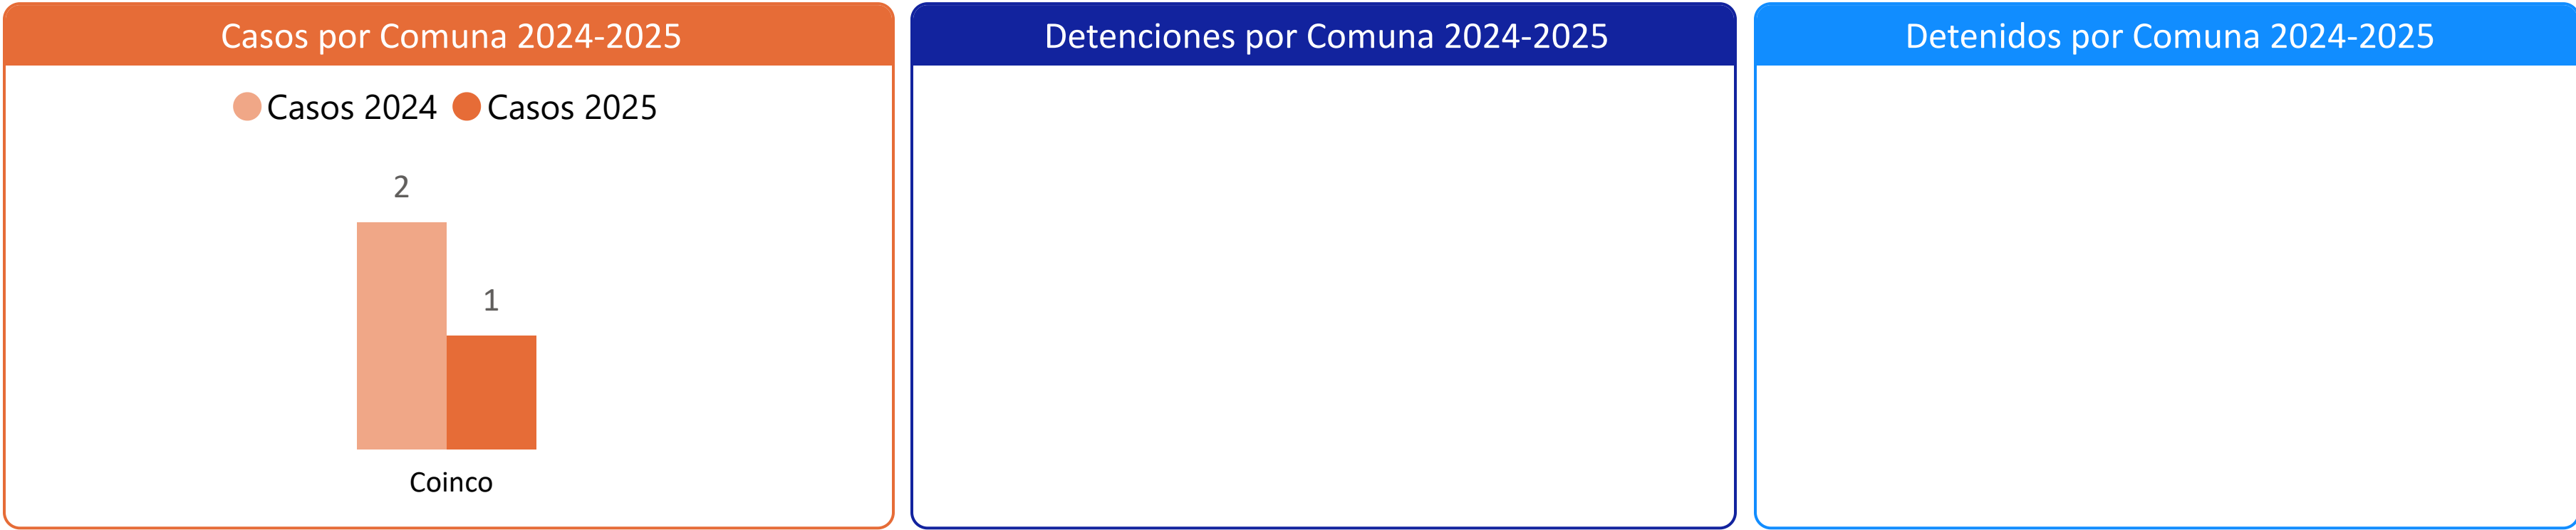 Casos por Comuna 2024-2025
Casos 2024 Casos 2025
2
1
Coinco
Detenciones por Comuna 2024-2025
Detenidos por Comuna 2024-2025